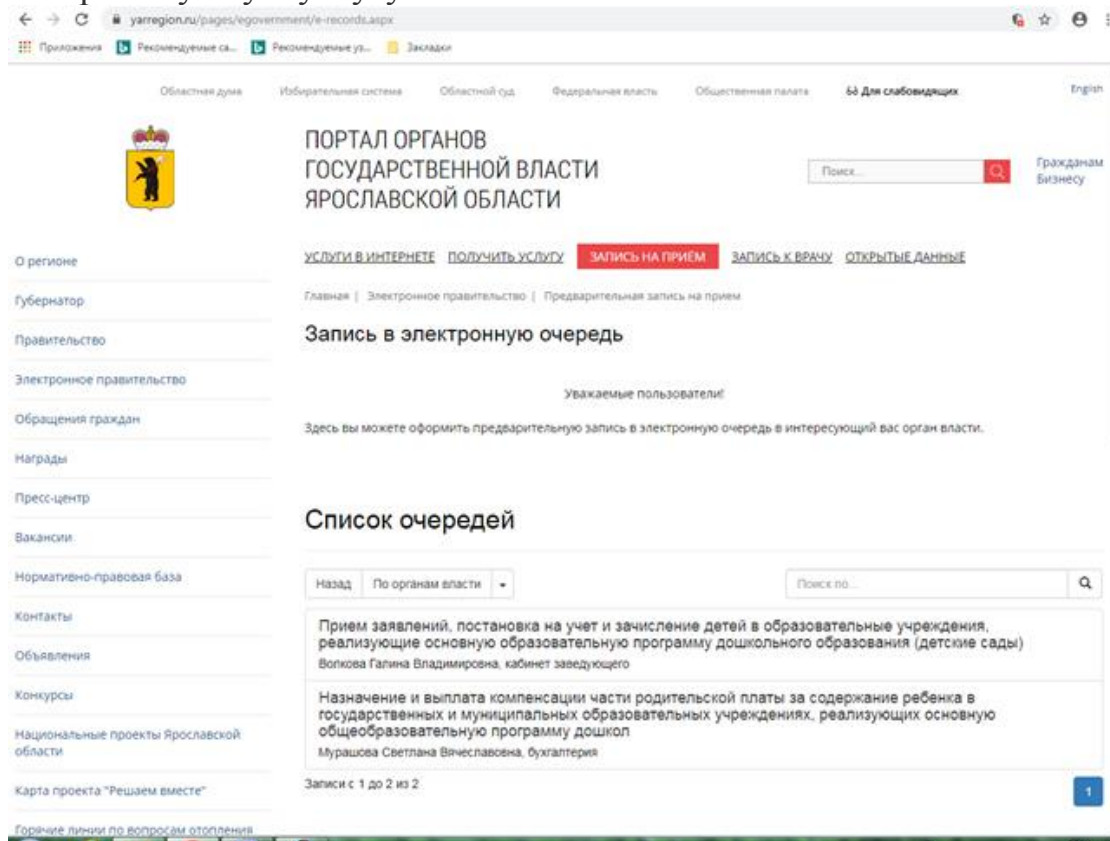 yarregion.ru/pages/egovernment/e-records.aspx
Приложения Рекомендуемые са... Рекомендуемые уз... Закладки
Областная дума Избирательная система Областной суд Федеральная власть Общественная палата Для слабовидящих English
ПОРТАЛ ОРГАНОВ
ГОСУДАРСТВЕННОЙ ВЛАСТИ
ЯРОСЛАВСКОЙ ОБЛАСТИ
Поиск...
Гражданам
Бизнесу
УСЛУГИ В ИНТЕРНЕТЕ ПОЛУЧИТЬ УСЛУГУ ЗАПИСЬ НА ПРИЁМ ЗАПИСЬ К ВРАЧУ ОТКРЫТЫЕ ДАННЫЕ
Главная | Электронное правительство | Предварительная запись на прием
О регионе
Губернатор
Правительство
Электронное правительство
Обращения граждан
Награды
Пресс-центр
Вакансии
Нормативно-правовая база
Контакты
Объявления
Конкурсы
Национальные проекты Ярославской
области
Карта проекта "Решаем вместе"
Горячие линии по вопросам отопления
Запись в электронную очередь
Уважаемые пользователи!
Здесь вы можете оформить предварительную запись в электронную очередь в интересующий вас орган власти.
Список очередей
Назад По органам власти Поиск по...
Прием заявлений, постановка на учет и зачисление детей в образовательные учреждения,
реализующие основную образовательную программу дошкольного образования (детские сады)
Волкова Галина Владимировна, кабинет заведующего
Назначение и выплата компенсации части родительской платы за содержание ребенка в
государственных и муниципальных образовательных учреждениях, реализующих основную
общеобразовательную программу дошкол
Мурашова Светлана Вячеславовна, бухгалтерия
Записи с 1 до 2 из 2
1